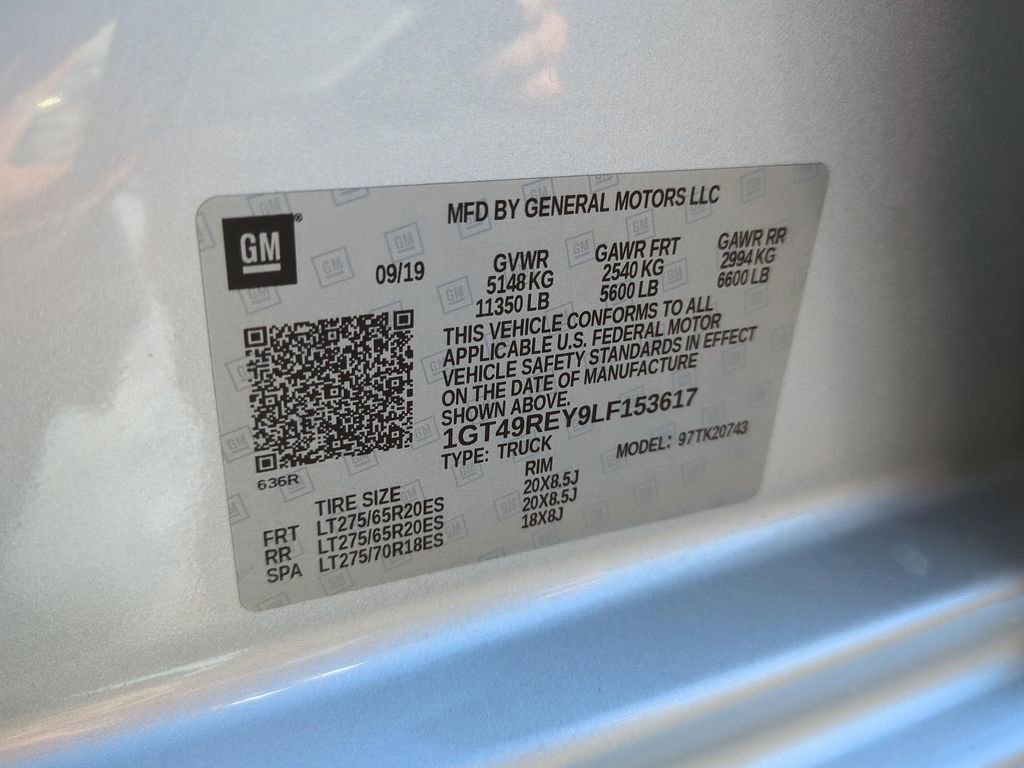 MFD BY GENERAL MOTORS LLC
GM®
09/19
GVWR GAWR FRT GAWR RR
5148 KG 2540 KG 2994 KG
11350 LB 5600 LB 6600 LB
THIS VEHICLE CONFORMS TO ALL
APPLICABLE U.S. FEDERAL MOTOR
VEHICLE SAFETY STANDARDS IN EFFECT
ON THE DATE OF MANUFACTURE
SHOWN ABOVE.
1GT49REY9LF153617
TYPE: TRUCK MODEL: 97TK20743
636R
TIRE SIZE RIM
FRT LT275/65R20ES 20X8.5J
RR LT275/65R20ES 20X8.5J
SPA LT275/70R18ES 18X8J